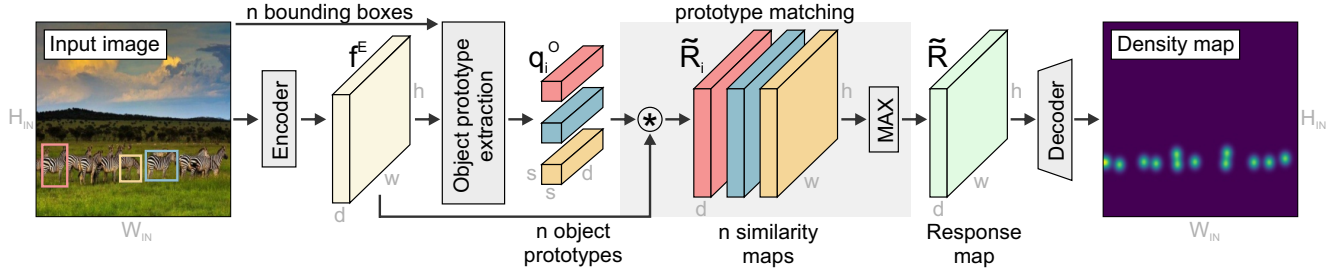 n bounding boxes
prototype matching
Input image
f^E
q_i^O
R̃_i
R̃
Density map
H_IN
Encoder
h
Object prototype
extraction
*
h
MAX
h
Decoder
H_IN
w
d
s
d
s
w
d
w
d
W_IN
n object
prototypes
n similarity
maps
Response
map
W_IN